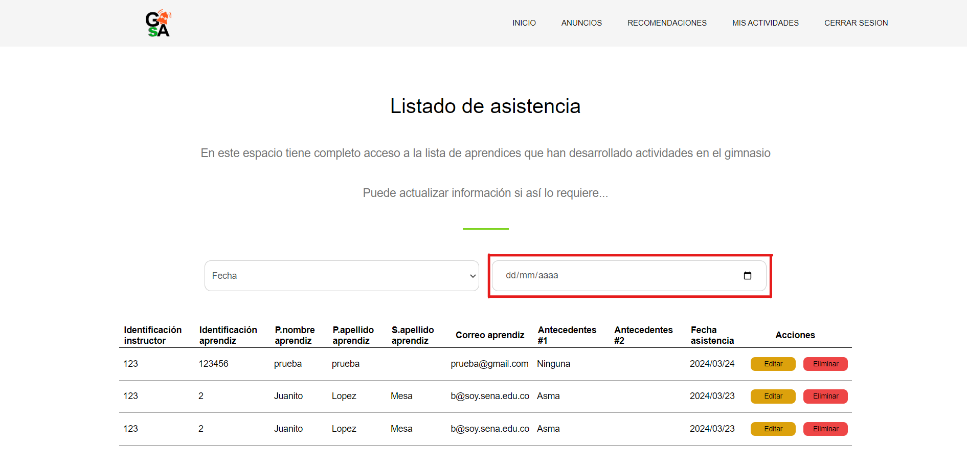 G
SA
INICIO ANUNCIOS RECOMENDACIONES MIS ACTIVIDADES CERRAR SESION
Listado de asistencia
En este espacio tiene completo acceso a la lista de aprendices que han desarrollado actividades en el gimnasio
Puede actualizar información si así lo requiere...
Fecha dd/mm/aaaa
Identificación Identificación P.nombre P.apellido S.apellido Correo aprendiz Antecedentes Antecedentes Fecha Acciones
instructor aprendiz aprendiz aprendiz aprendiz #1 #2 asistencia
123 123456 prueba prueba prueba@gmail.com Ninguna 2024/03/24 Editar Eliminar
123 2 Juanito Lopez Mesa b@soy.sena.edu.co Asma 2024/03/23 Editar Eliminar
123 2 Juanito Lopez Mesa b@soy.sena.edu.co Asma 2024/03/23 Editar Eliminar